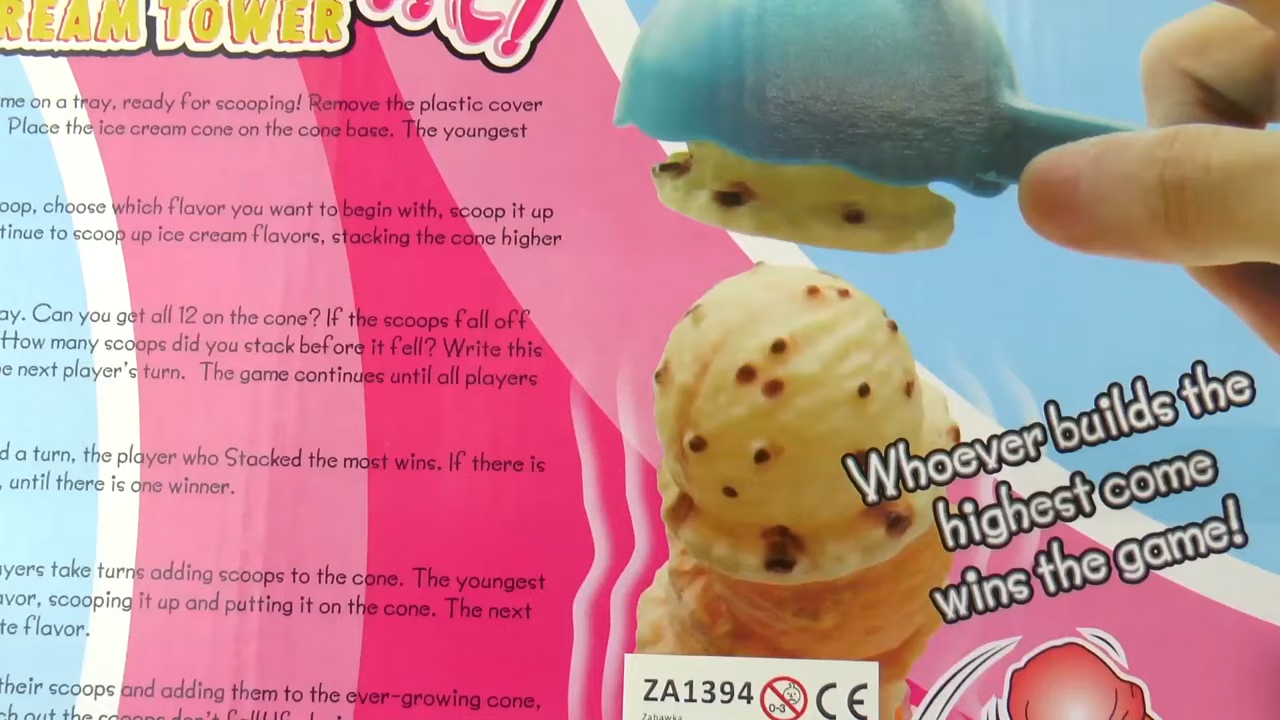 REAM TOWER
me on a tray, ready for scooping! Remove the plastic cover
Place the ice cream cone on the cone base. The youngest
oop, choose which flavor you want to begin with, scoop it up
tinue to scoop up ice cream flavors, stacking the cone higher
ay. Can you get all 12 on the cone? If the scoops fall off
How many scoops did you stack before it fell? Write this
e next player's turn. The game continues until all players
d a turn, the player who Stacked the most wins. If there is
, until there is one winner.
ayers take turns adding scoops to the cone. The youngest
avor, scooping it up and putting it on the cone. The next
te flavor.
their scoops and adding them to the ever-growing cone,
Whoever builds the
highest come
wins the game!
ZA1394 0-3 CE
Zabawka